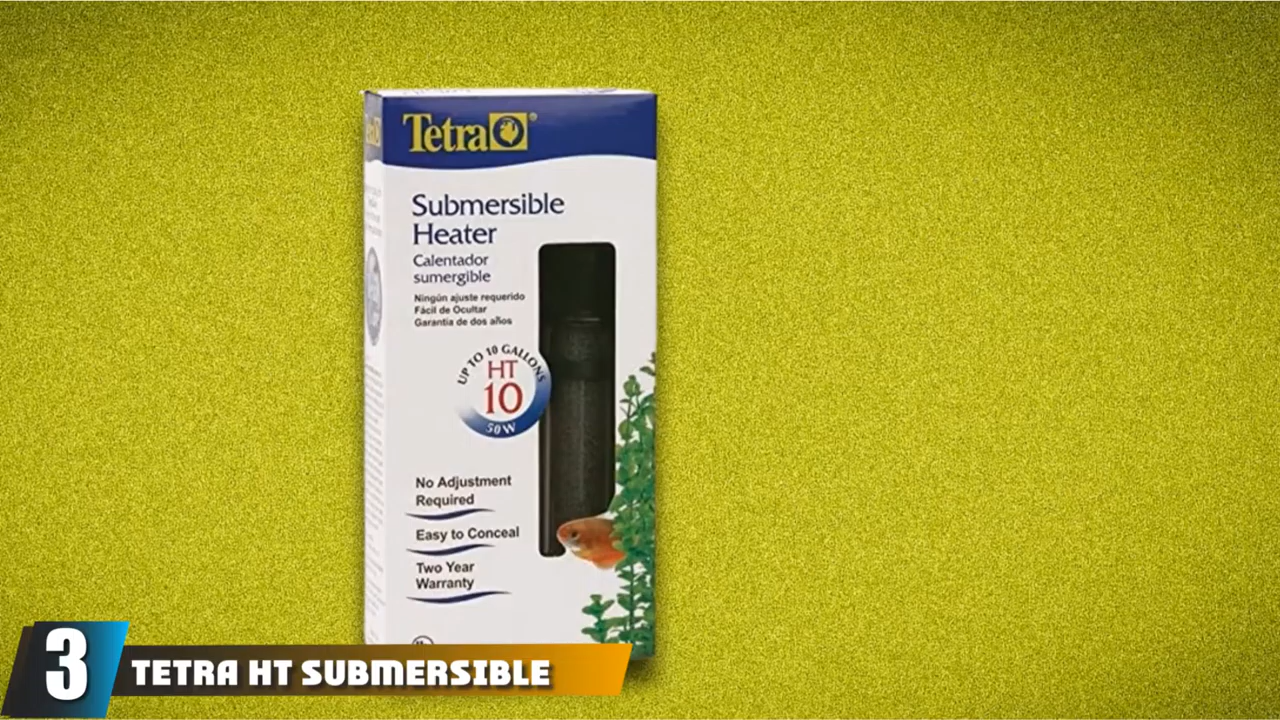 Tetra
Submersible
Heater
Calentador
sumergible
Ningún ajuste requerido
Fácil de Ocultar
Garantía de dos años
UP TO 10 GALLONS
HT
10
50W
No Adjustment
Required
Easy to Conceal
Two Year
Warranty
3
TETRA HT SUBMERSIBLE